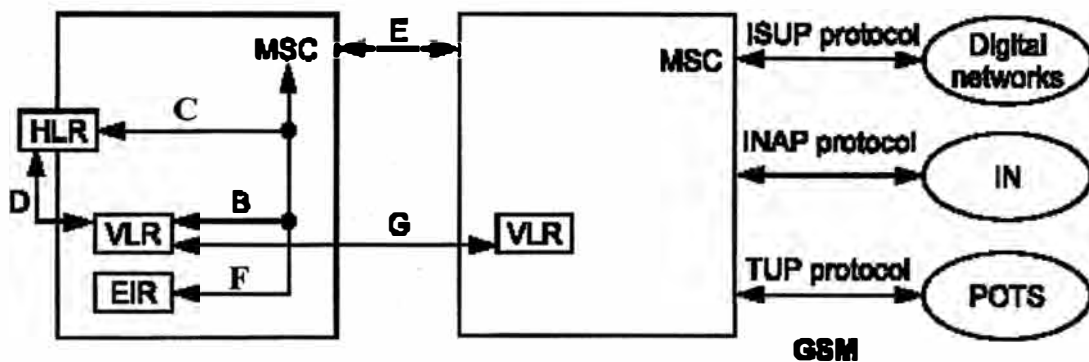 E
MSC
ISUP protocol
Digital
networks
MSC
C
HLR
INAP protocol
IN
D
B
VLR
G
VLR
F
EIR
TUP protocol
POTS
GSM